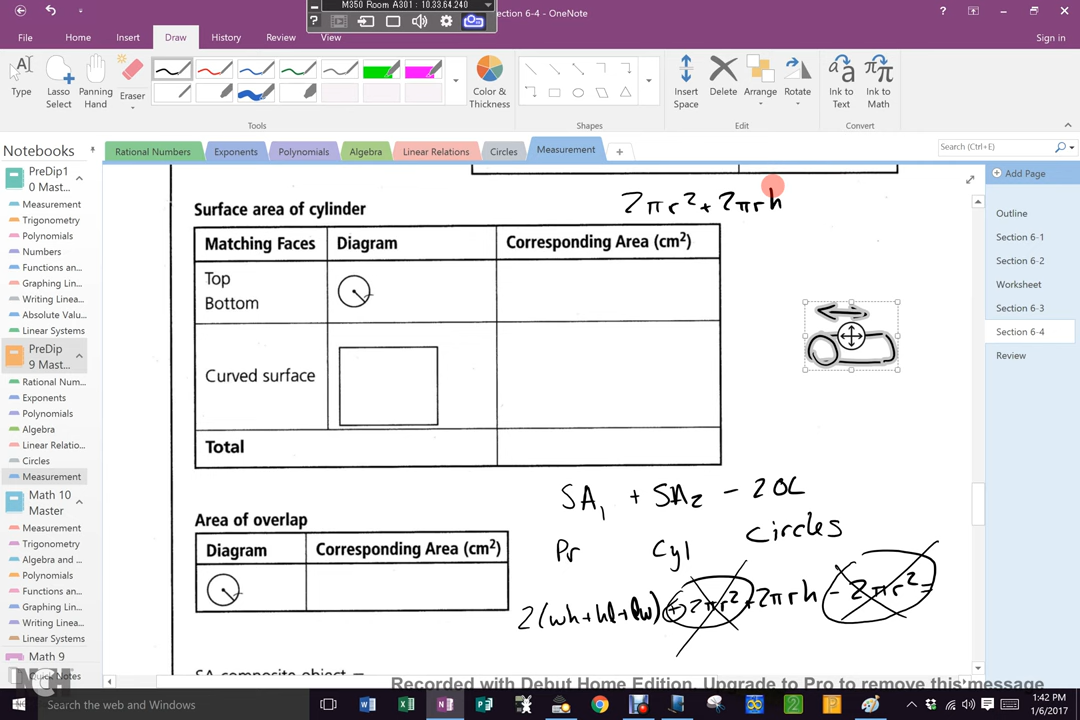 M350 Room A301 : 10.33.64.240
ection 6-4 - OneNote
File Home Insert Draw History Review View Sign in
Type
Lasso Select
Panning Hand
Eraser
Color & Thickness
Insert Space
Delete
Arrange
Rotate
Ink to Text
Ink to Math
Tools Shapes Edit Convert
Notebooks
Rational Numbers Exponents Polynomials Algebra Linear Relations Circles Measurement
Search (Ctrl+E)
Add Page
PreDip1
0 Mast...
Measurement
Trigonometry
Polynomials
Numbers
Functions an...
Graphing Lin...
Writing Linea...
Absolute Valu...
Linear Systems
PreDip
9 Mast...
Rational Num...
Exponents
Polynomials
Algebra
Linear Relatio...
Circles
Measurement
Math 10
Master
Measurement
Trigonometry
Algebra and ...
Polynomials
Functions an...
Graphing Lin...
Writing Linea...
Linear Systems
Math 9
Quick Notes
NCH
Outline
Section 6-1
Section 6-2
Worksheet
Section 6-3
Section 6-4
Review
2πr² + 2πrh
Surface area of cylinder
Matching Faces Diagram Corresponding Area (cm²)
Top
Bottom
Curved surface
Total
SA₁ + SA₂ - 2OL
circles
Pr Cyl
2(wh+hl+lw) + 2πr² + 2πrh - 2πr² =
Area of overlap
Diagram Corresponding Area (cm²)
SA composite object =
Recorded with Debut Home Edition. Upgrade to Pro to remove this message
Search the web and Windows
1:42 PM
1/6/2017